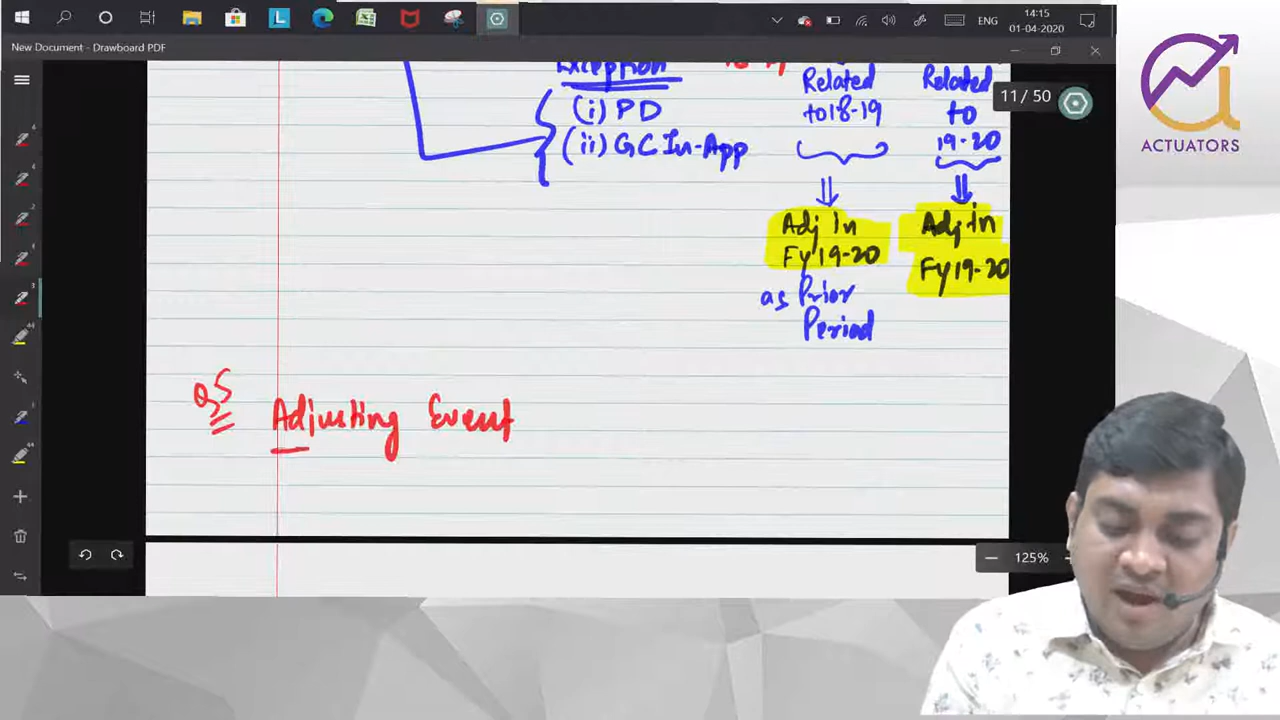 14:15
ENG
01-04-2020
New Document - Drawboard PDF
11 / 50
Exception
(i) PD
(ii) GC In-App
Related
to 18-19
Related
to
19-20
Adj In
Fy 19-20
as Prior
Period
Adj In
Fy 19-20
Q5 Adjusting Event
125%
ACTUATORS